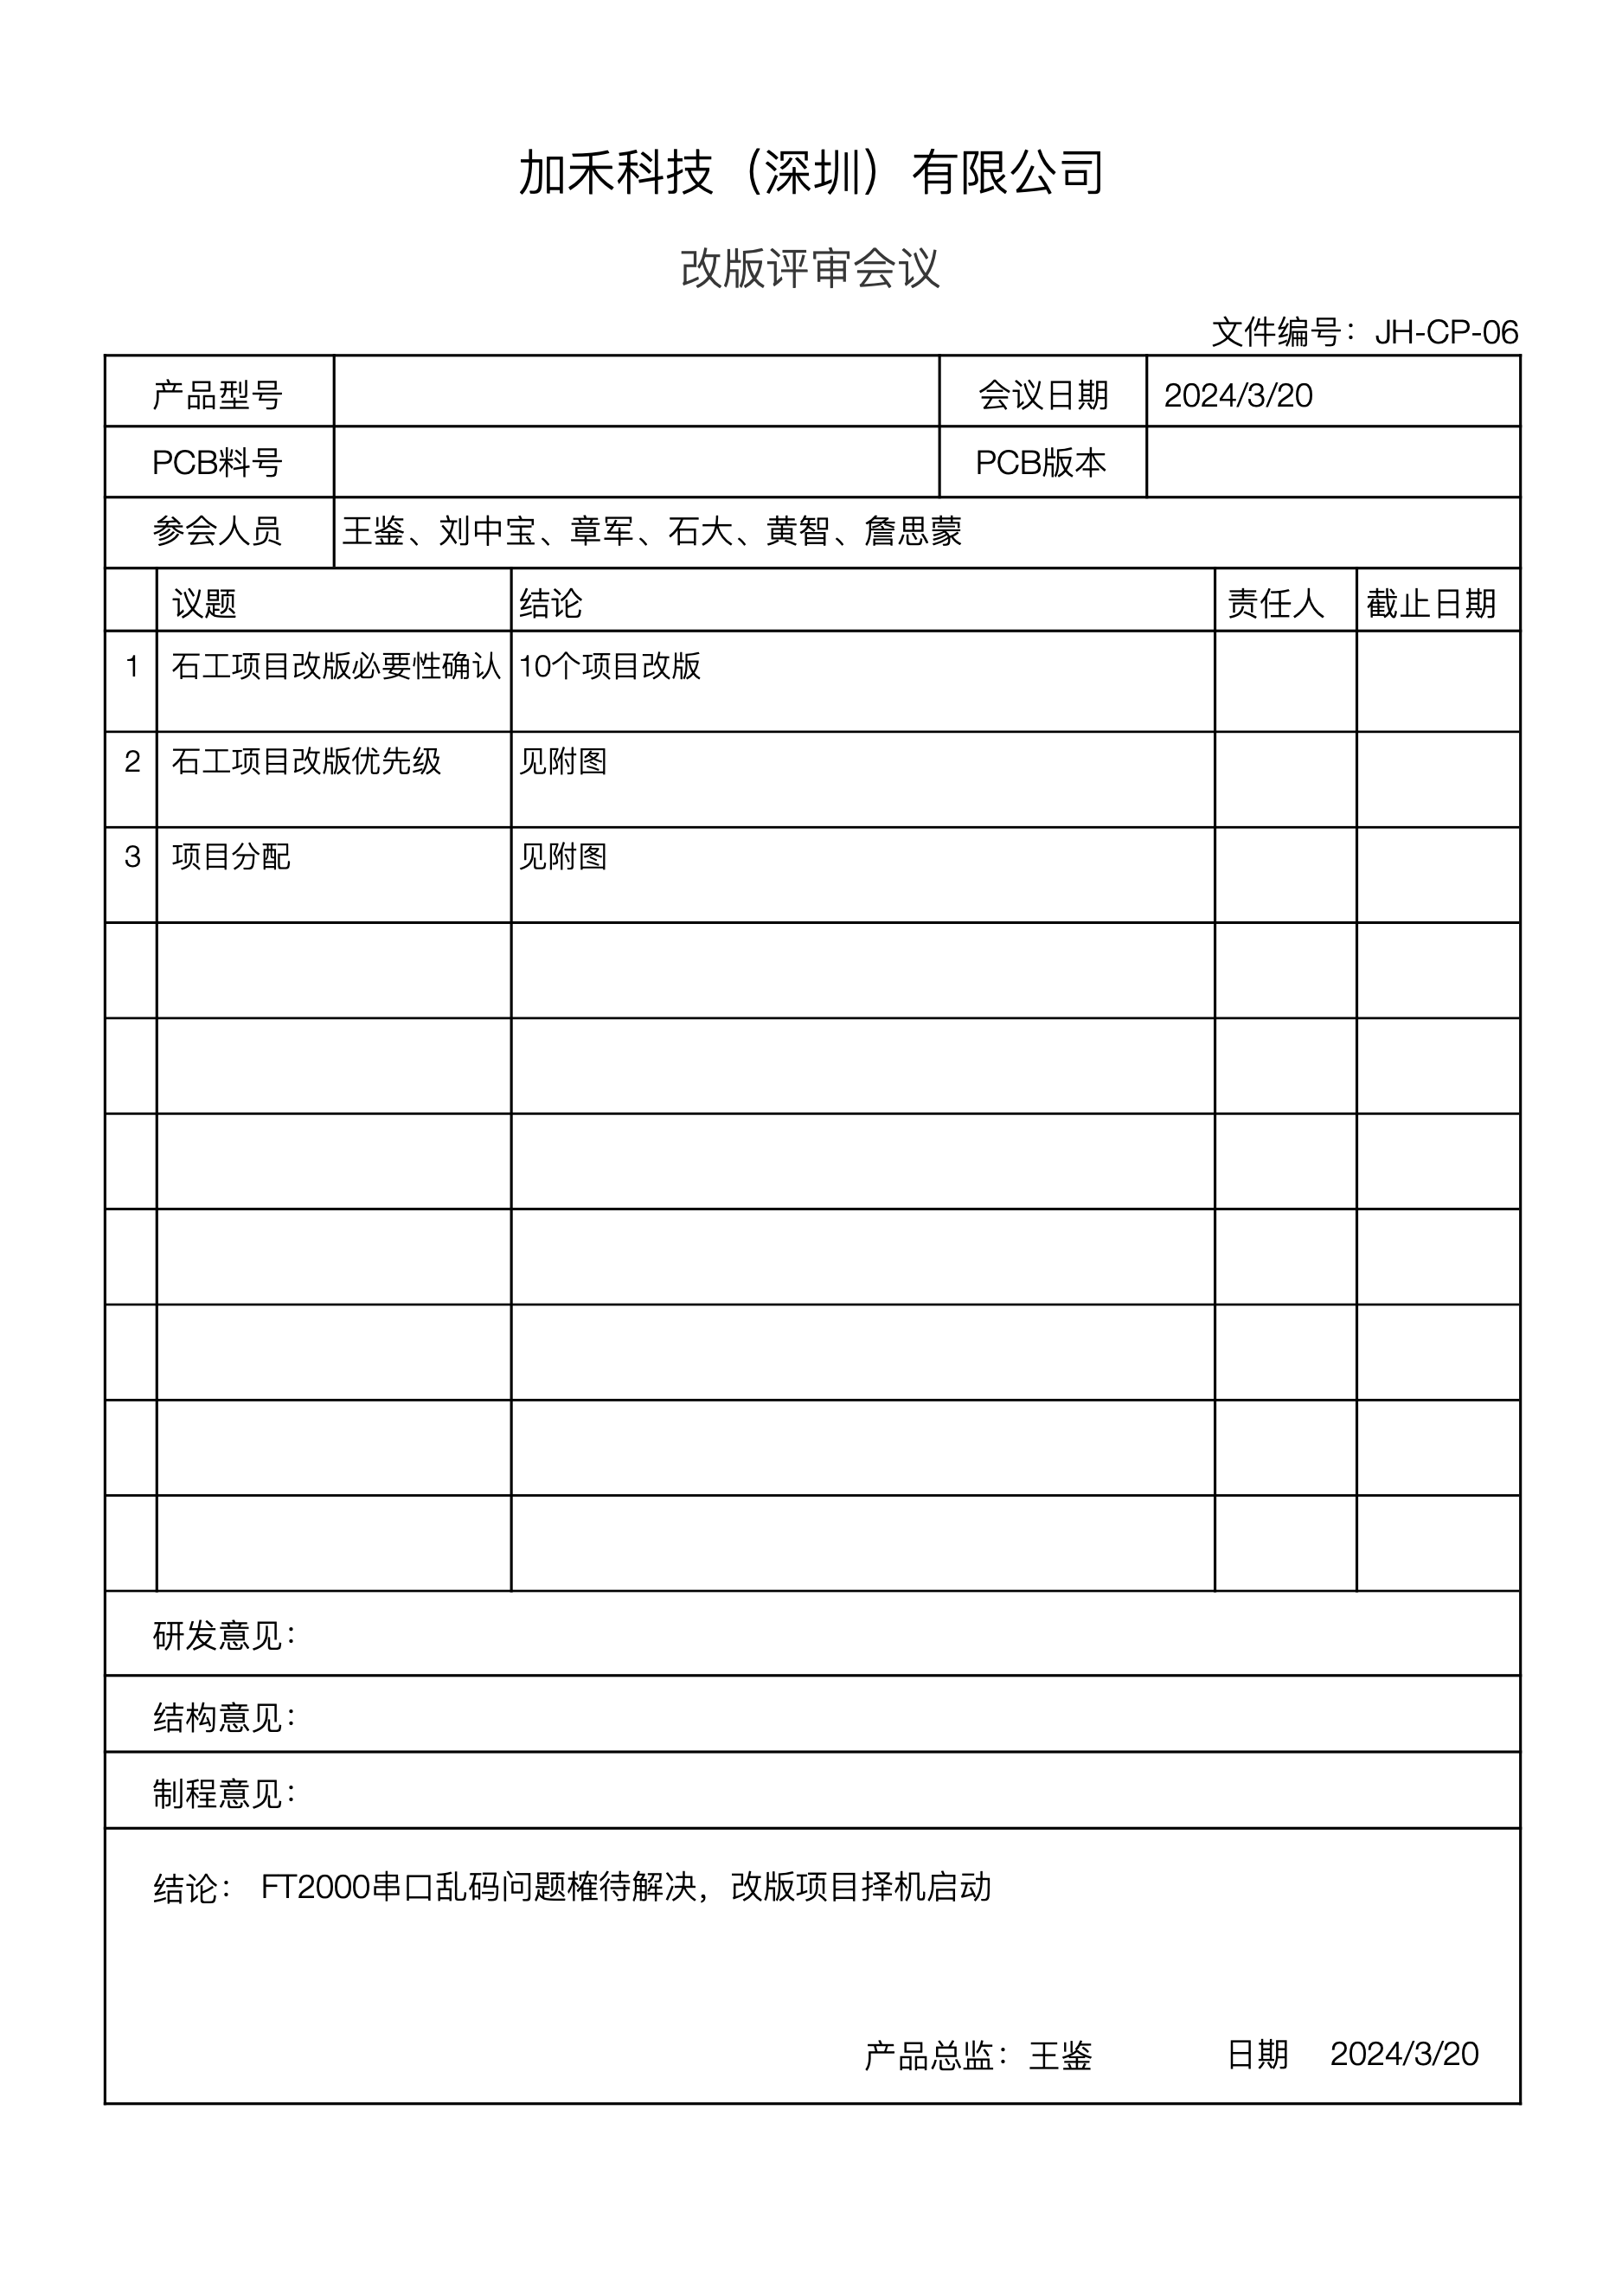 加禾科技（深圳）有限公司
改版评审会议
文件编号：JH-CP-06
产品型号 会议日期 2024/3/20
PCB料号 PCB版本
参会人员 王鉴、刘中宝、章军、石大、黄智、詹思蒙
议题 结论 责任人 截止日期
1 石工项目改版必要性确认 10个项目改版
2 石工项目改版优先级 见附图
3 项目分配 见附图
研发意见：
结构意见：
制程意见：
结论： FT2000串口乱码问题榷待解决，改版项目择机启动
产品总监：王鉴 日期 2024/3/20